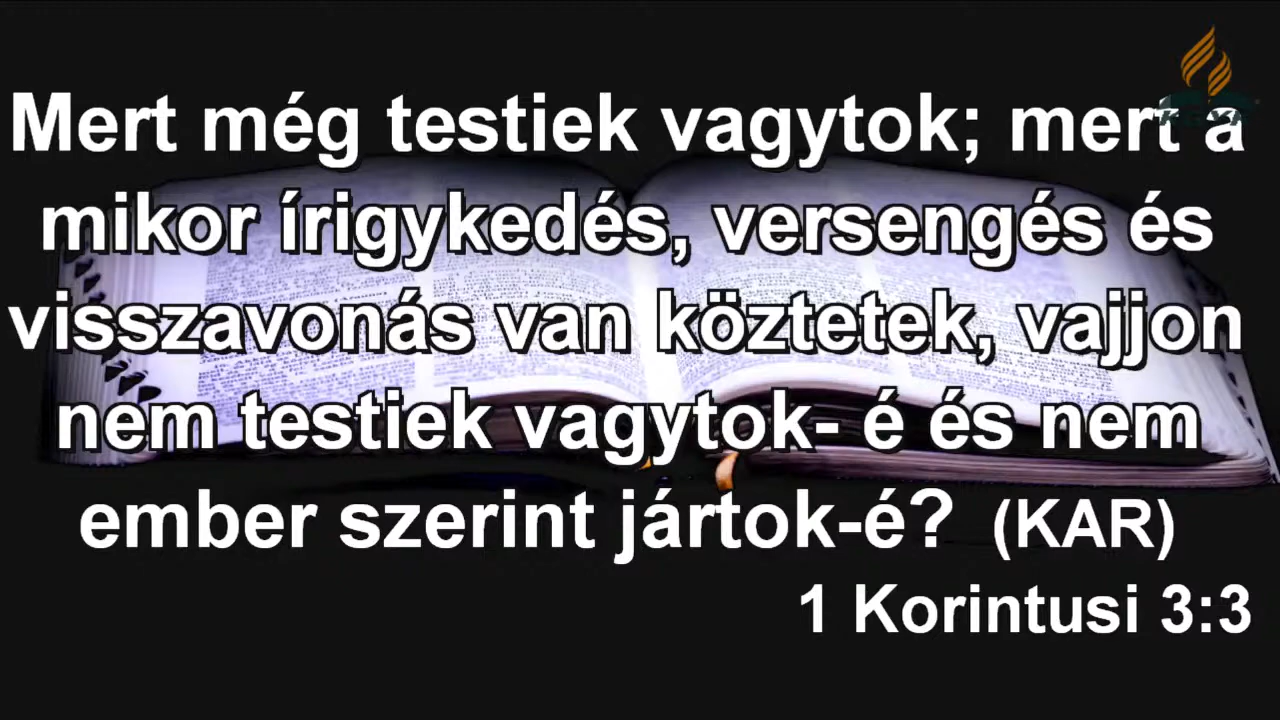 Mert még testiek vagytok; mert a
mikor írigykedés, versengés és
visszavonás van köztetek, vajjon
nem testiek vagytok- é és nem
ember szerint jártok-é? (KAR)
1 Korintusi 3:3